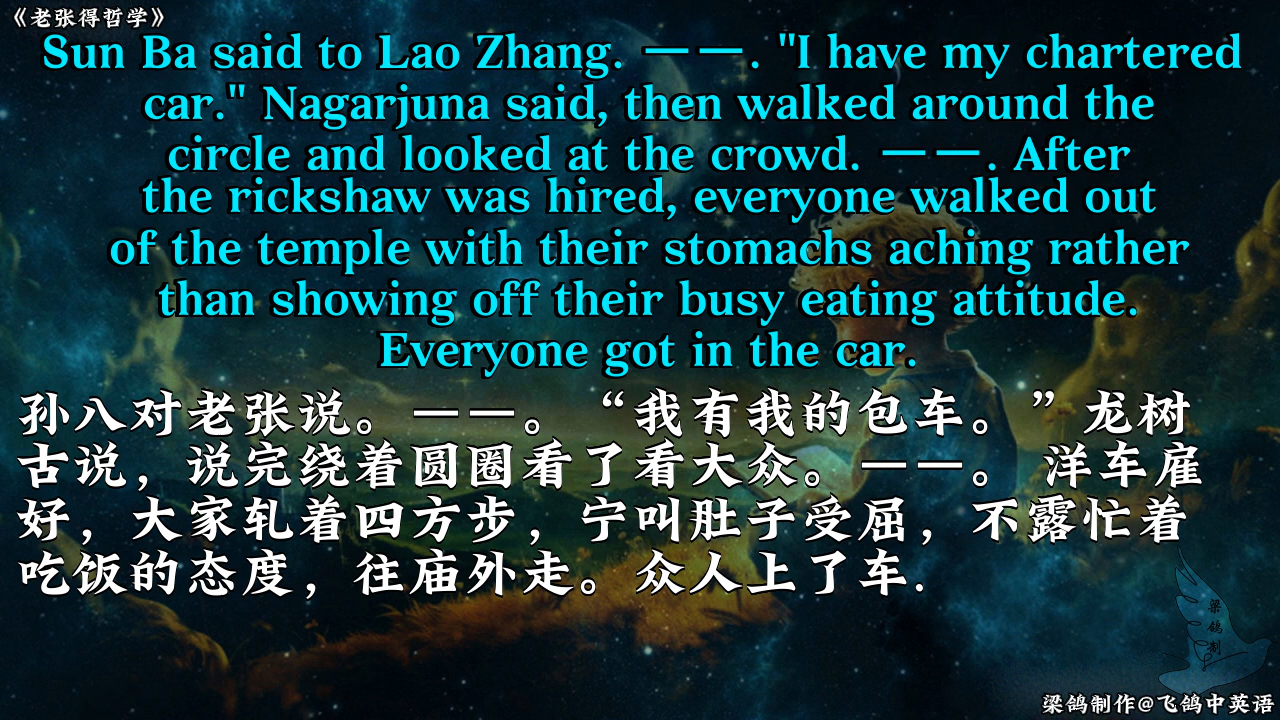 《老张得哲学》
Sun Ba said to Lao Zhang. ——. "I have my chartered
car." Nagarjuna said, then walked around the
circle and looked at the crowd. ——. After
the rickshaw was hired, everyone walked out
of the temple with their stomachs aching rather
than showing off their busy eating attitude.
Everyone got in the car.
孙八对老张说。——。“我有我的包车。”龙树
古说，说完绕着圆圈看了看大众。——。 洋车雇
好，大家轧着四方步，宁叫肚子受屈，不露忙着
吃饭的态度，往庙外走。众人上了车.
梁鸽制
梁鸽制作@飞鸽中英语